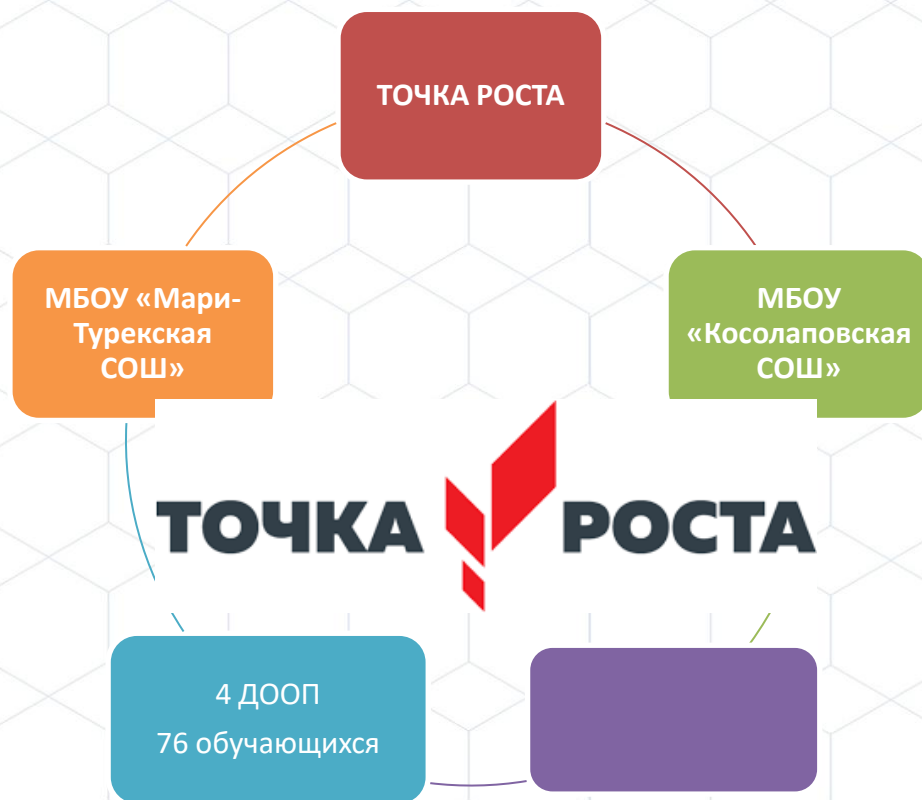 ТОЧКА РОСТА
МБОУ «Мари-
Турекская
СОШ»
МБОУ
«Косолаповская
СОШ»
ТОЧКА РОСТА
4 ДООП
76 обучающихся